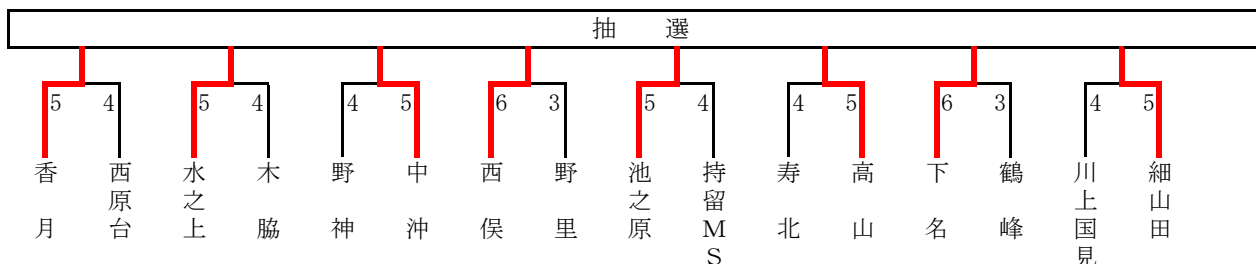 抽選
5 4 5 4 4 5 6 3 5 4 4 5 6 3 4 5
香月
西原台
水之上
木脇
野神
中沖
西俣
野里
池之原
持留MS
寿北
高山
下名
鶴峰
川上国見
細山田